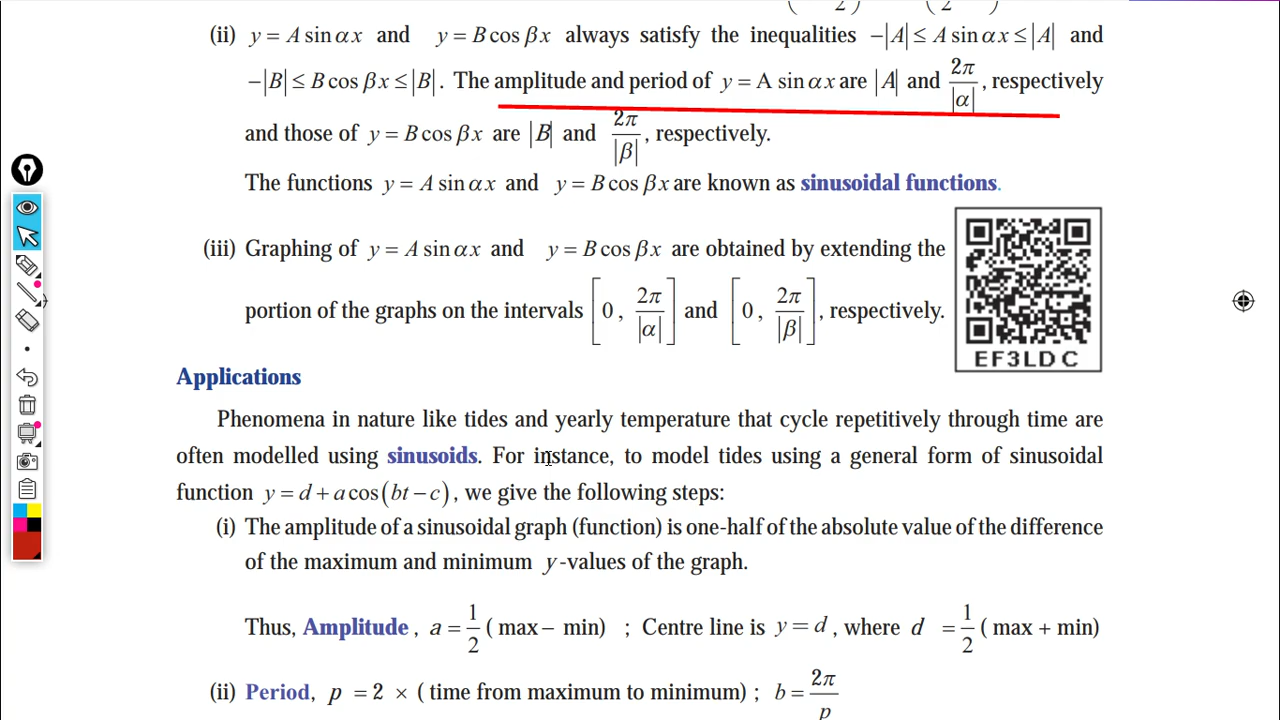 (ii) y = A sin αx and y = B cos βx always satisfy the inequalities −|A| ≤ A sin αx ≤ |A| and
−|B| ≤ B cos βx ≤ |B|. The amplitude and period of y = A sin αx are |A| and 2π/|α|, respectively
and those of y = B cos βx are |B| and 2π/|β|, respectively.
The functions y = A sin αx and y = B cos βx are known as sinusoidal functions.
(iii) Graphing of y = A sin αx and y = B cos βx are obtained by extending the
portion of the graphs on the intervals [0, 2π/|α|] and [0, 2π/|β|], respectively.
EF3LDC
Applications
Phenomena in nature like tides and yearly temperature that cycle repetitively through time are
often modelled using sinusoids. For instance, to model tides using a general form of sinusoidal
function y = d + a cos(bt − c), we give the following steps:
(i) The amplitude of a sinusoidal graph (function) is one-half of the absolute value of the difference
of the maximum and minimum y-values of the graph.
Thus, Amplitude, a = 1/2 (max − min) ; Centre line is y = d, where d = 1/2 (max + min)
(ii) Period, p = 2 × (time from maximum to minimum) ; b = 2π/p